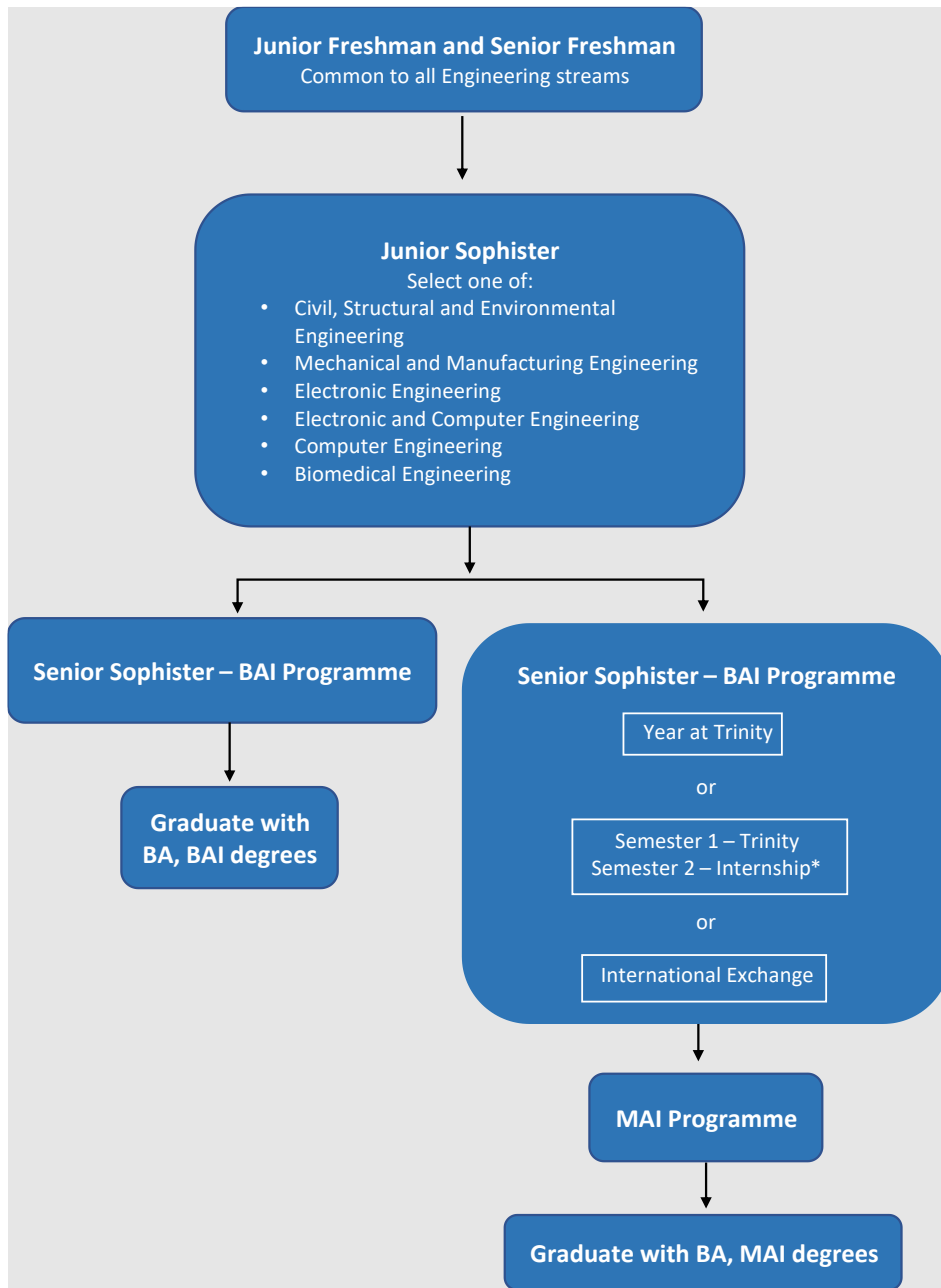 Junior Freshman and Senior Freshman
Common to all Engineering streams
Junior Sophister
Select one of:
• Civil, Structural and Environmental
Engineering
• Mechanical and Manufacturing Engineering
• Electronic Engineering
• Electronic and Computer Engineering
• Computer Engineering
• Biomedical Engineering
Senior Sophister – BAI Programme
Graduate with
BA, BAI degrees
Senior Sophister – BAI Programme
Year at Trinity
or
Semester 1 – Trinity
Semester 2 – Internship*
or
International Exchange
MAI Programme
Graduate with BA, MAI degrees